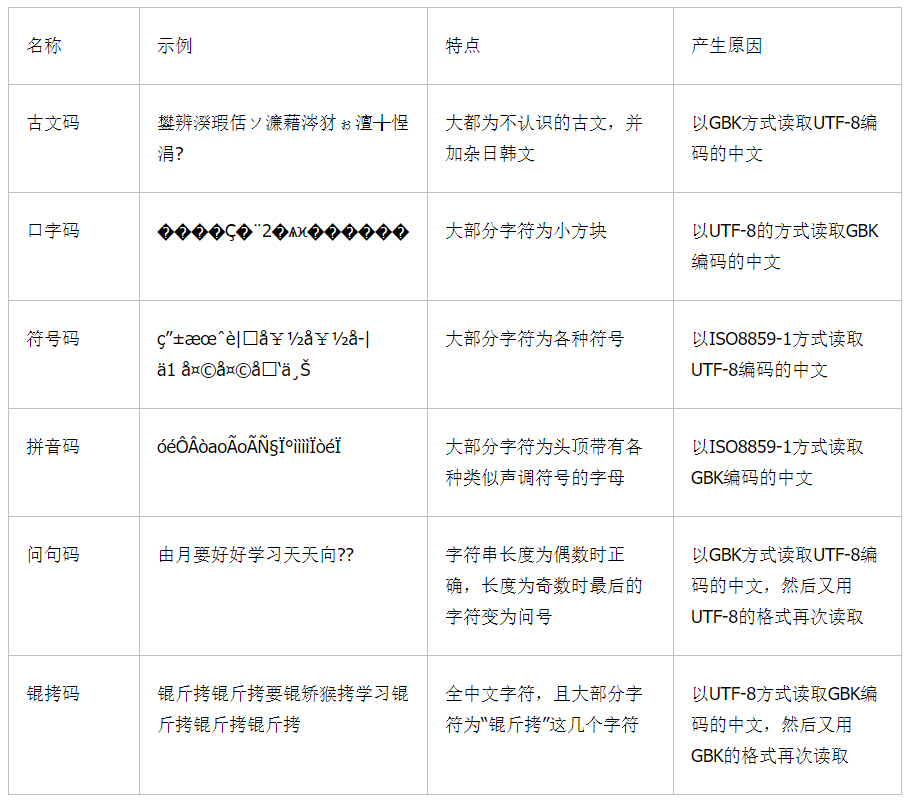 名称
示例
特点
产生原因
古文码
鐢辨湀瑕佸ソ濂藉涔犲ぉ澶╁悜
涓?
大都为不认识的古文，并
加杂日韩文
以GBK方式读取UTF-8编
码的中文
口字码
����Ç�¨2�ѧϰ������
大部分字符为小方块
以UTF-8的方式读取GBK
编码的中文
符号码
ç”±æœˆè|□å￥½å￥½å-|
ä1 å¤©å¤©å□‘ä¸Š
大部分字符为各种符号
以ISO8859-1方式读取
UTF-8编码的中文
拼音码
óéÔÂòaoÃoÃÑ§Ï°ììììÏòéÏ
大部分字符为头顶带有各
种类似声调符号的字母
以ISO8859-1方式读取
GBK编码的中文
问句码
由月要好好学习天天向??
字符串长度为偶数时正
确，长度为奇数时最后的
字符变为问号
以GBK方式读取UTF-8编
码的中文，然后又用
UTF-8的格式再次读取
锟拷码
锟斤拷锟斤拷要锟矫猴拷学习锟
斤拷锟斤拷锟斤拷
全中文字符，且大部分字
符为“锟斤拷”这几个字符
以UTF-8方式读取GBK编
码的中文，然后又用
GBK的格式再次读取